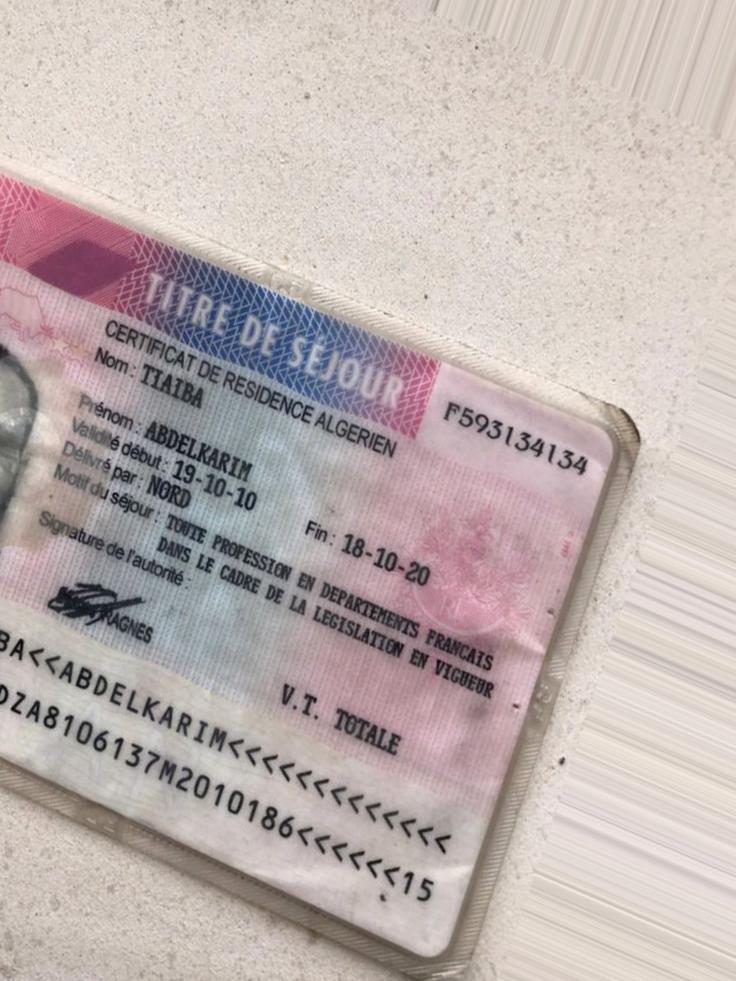 TITRE DE SÉJOUR
F593134134
CERTIFICAT DE RESIDENCE ALGERIEN
Nom : TIAIBA
Prénom : ABDELKARIM
Validité début : 19-10-10 Fin : 18-10-20
Délivré par : NORD
Motif du séjour : TOUTE PROFESSION EN DEPARTEMENTS FRANCAIS
DANS LE CADRE DE LA LEGISLATION EN VIGUEUR
Signature de l'autorité :
V.T. TOTALE
BA<<ABDELKARIM<<<<<<<<<<<<<
DZA8106137M2010186<<<<<<15